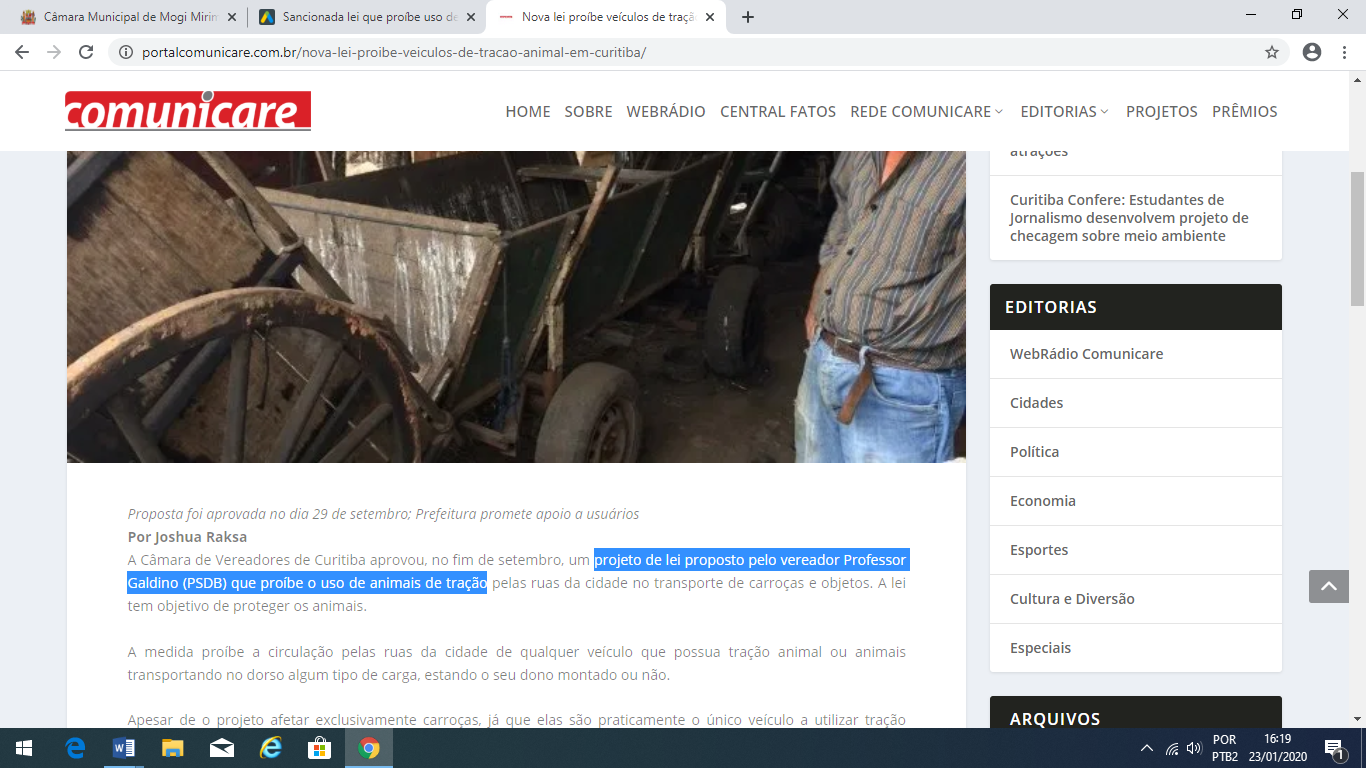 Câmara Municipal de Mogi Mirim
Sancionada lei que proíbe uso de
Nova lei proíbe veículos de traçã
portalcomunicare.com.br/nova-lei-proibe-veiculos-de-tracao-animal-em-curitiba/
comunicare
HOME SOBRE WEBRÁDIO CENTRAL FATOS REDE COMUNICARE EDITORIAS PROJETOS PRÊMIOS
atrações
Curitiba Confere: Estudantes de
Jornalismo desenvolvem projeto de
checagem sobre meio ambiente
EDITORIAS
WebRádio Comunicare
Cidades
Política
Economia
Esportes
Cultura e Diversão
Especiais
ARQUIVOS
Proposta foi aprovada no dia 29 de setembro; Prefeitura promete apoio a usuários
Por Joshua Raksa
A Câmara de Vereadores de Curitiba aprovou, no fim de setembro, um projeto de lei proposto pelo vereador Professor
Galdino (PSDB) que proíbe o uso de animais de tração pelas ruas da cidade no transporte de carroças e objetos. A lei
tem objetivo de proteger os animais.
A medida proíbe a circulação pelas ruas da cidade de qualquer veículo que possua tração animal ou animais
transportando no dorso algum tipo de carga, estando o seu dono montado ou não.
Apesar de o projeto afetar exclusivamente carroças, já que elas são praticamente o único veículo a utilizar tração
POR
PTB2
16:19
23/01/2020
1